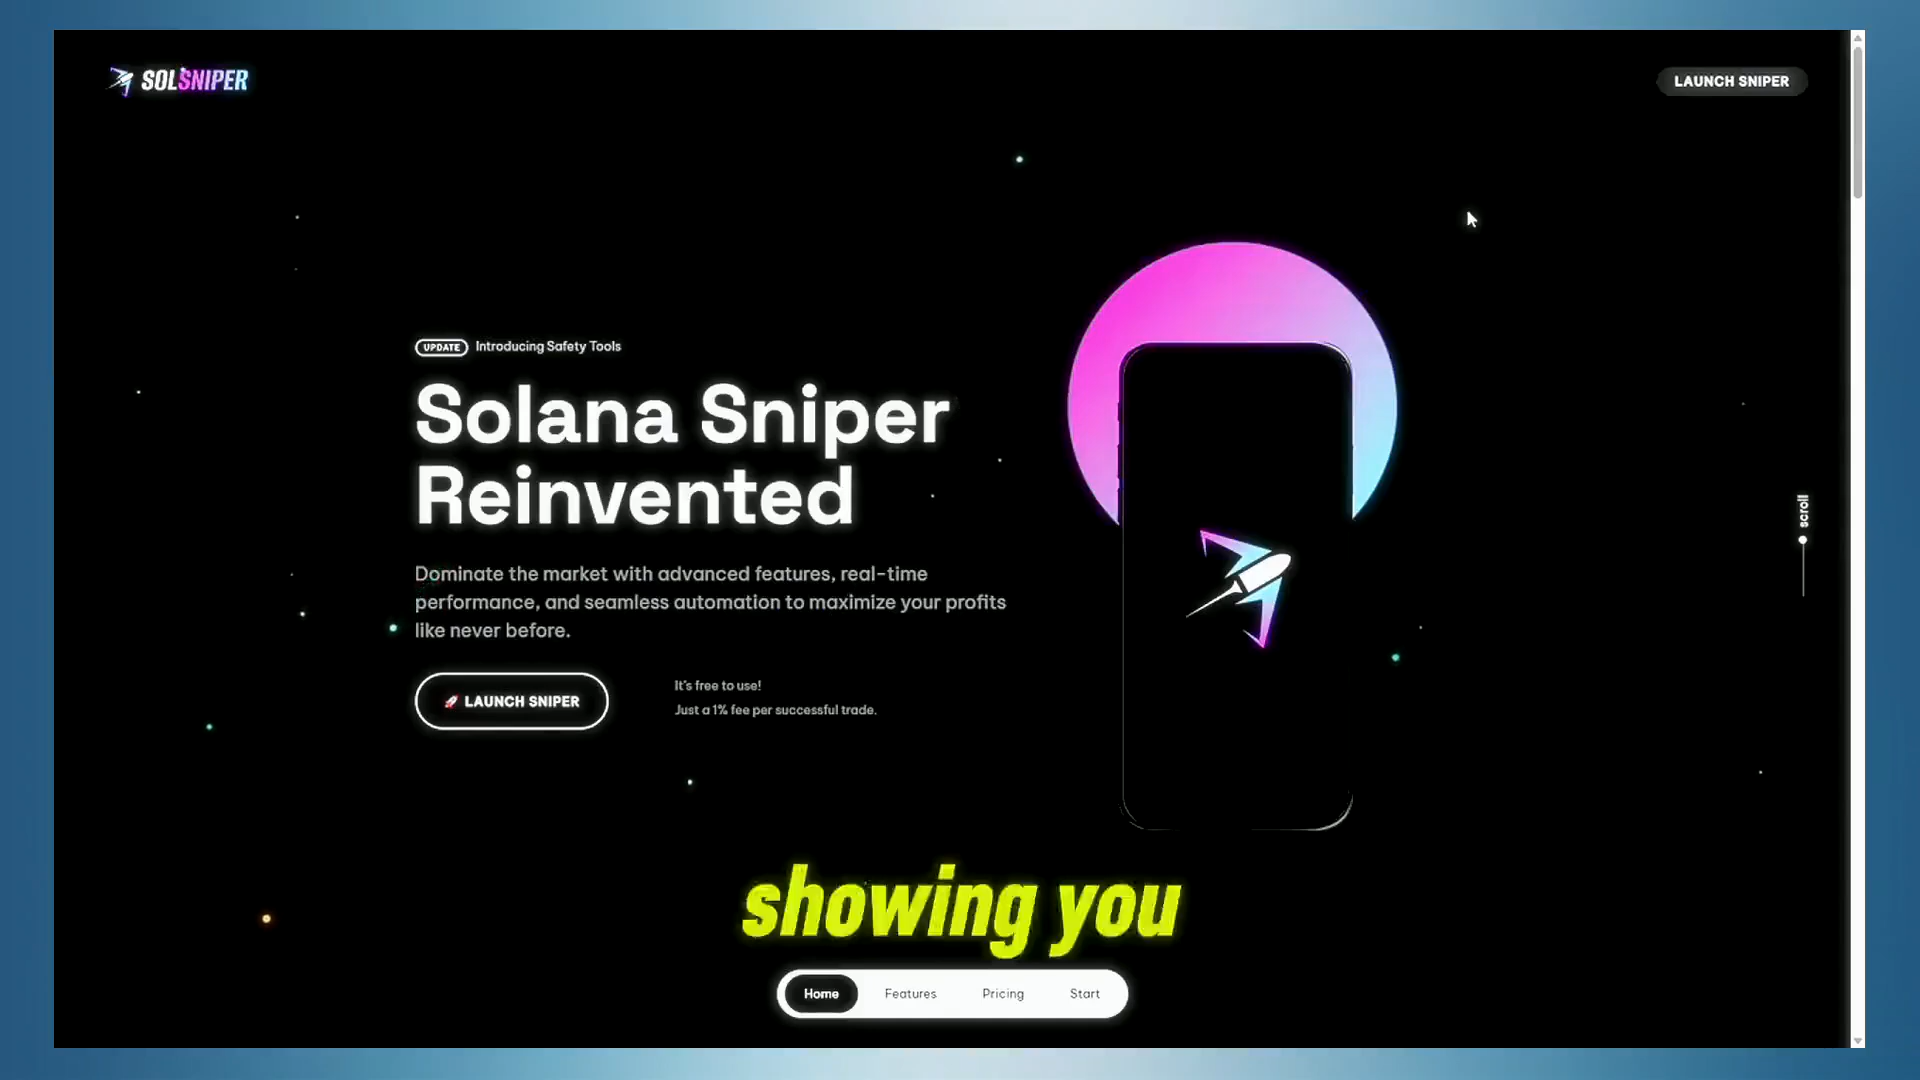 SOLSNIPER
LAUNCH SNIPER
UPDATE Introducing Safety Tools
Solana Sniper
Reinvented
Dominate the market with advanced features, real-time
performance, and seamless automation to maximize your profits
like never before.
🚀 LAUNCH SNIPER
It's free to use!
Just a 1% fee per successful trade.
scroll
showing you
Home Features Pricing Start